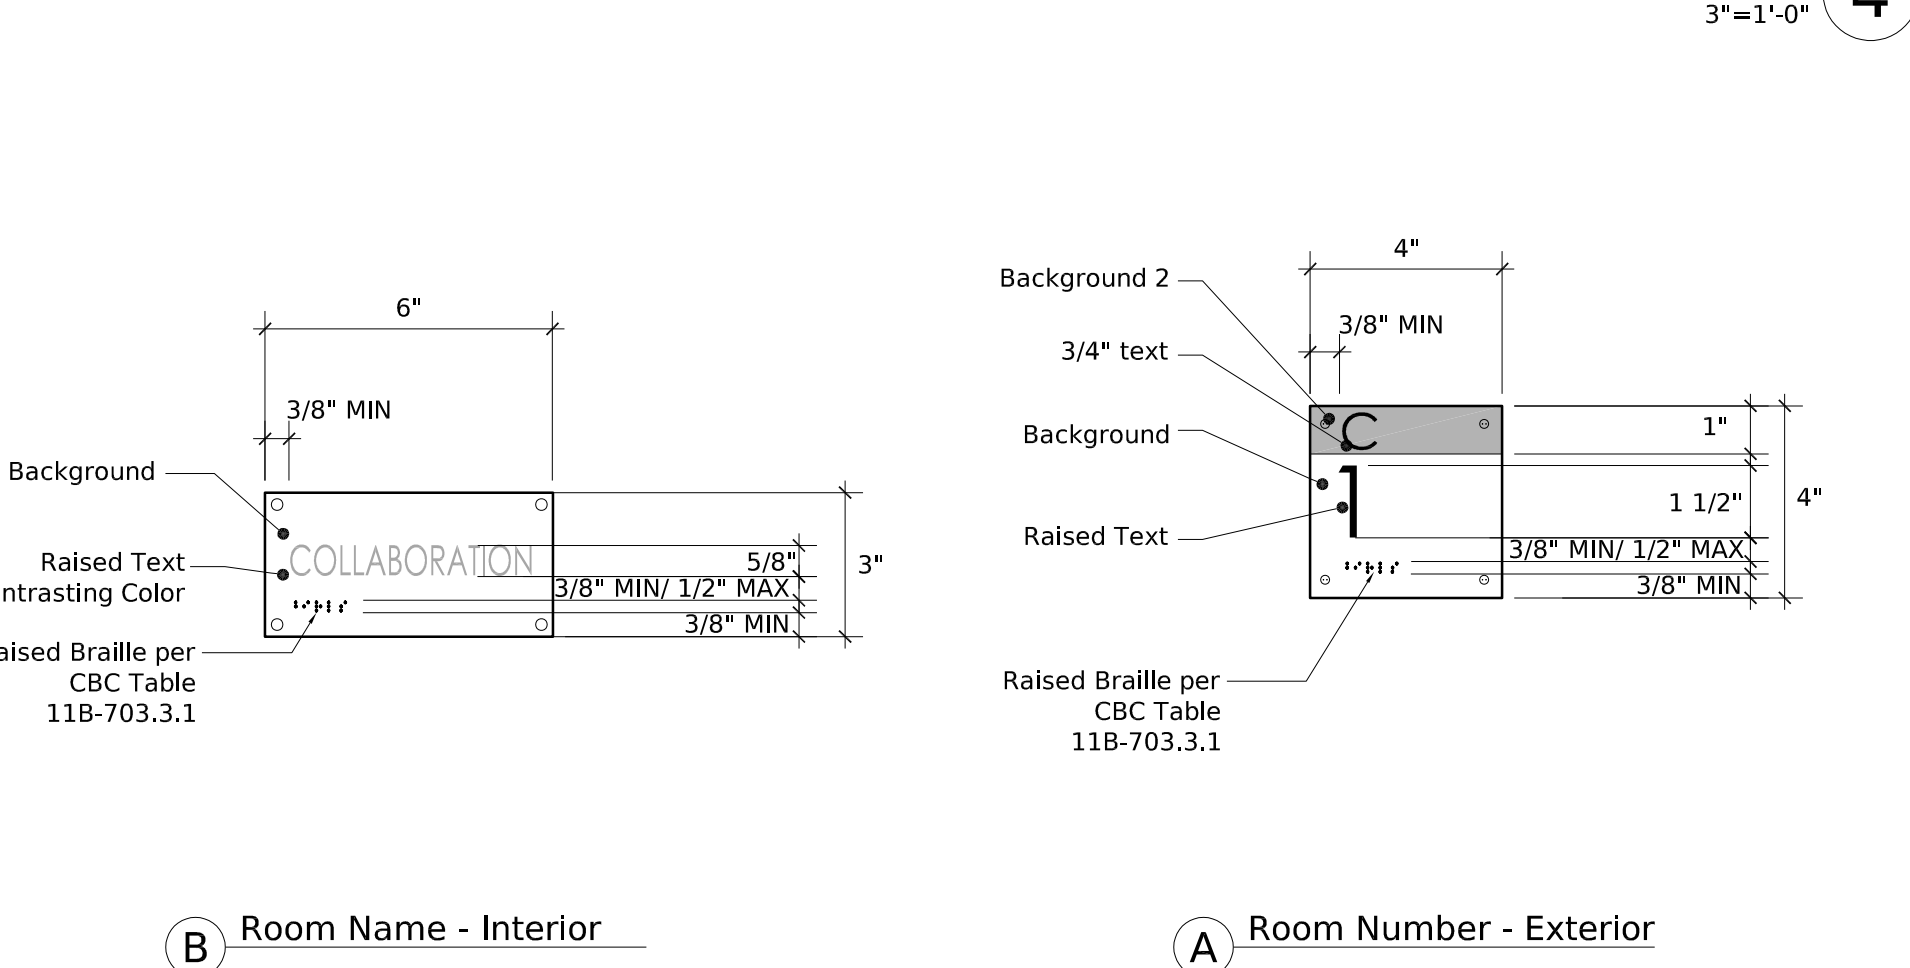 3"=1'-0"
6"
3/8" MIN
Background
Raised Text
ntrasting Color
aised Braille per
CBC Table
11B-703.3.1
COLLABORATION
5/8"
3/8" MIN/ 1/2" MAX
3/8" MIN
3"
B
Room Name - Interior
4"
3/8" MIN
Background 2
3/4" text
Background
Raised Text
Raised Braille per
CBC Table
11B-703.3.1
C
1
1"
1 1/2"
3/8" MIN/ 1/2" MAX
3/8" MIN
4"
A
Room Number - Exterior